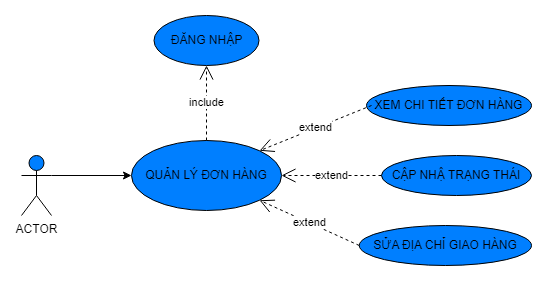 ĐĂNG NHẬP
include
XEM CHI TIẾT ĐƠN HÀNG
extend
QUẢN LÝ ĐƠN HÀNG
extend
CẬP NHẬ TRẠNG THÁI
ACTOR
extend
SỬA ĐỊA CHỈ GIAO HÀNG